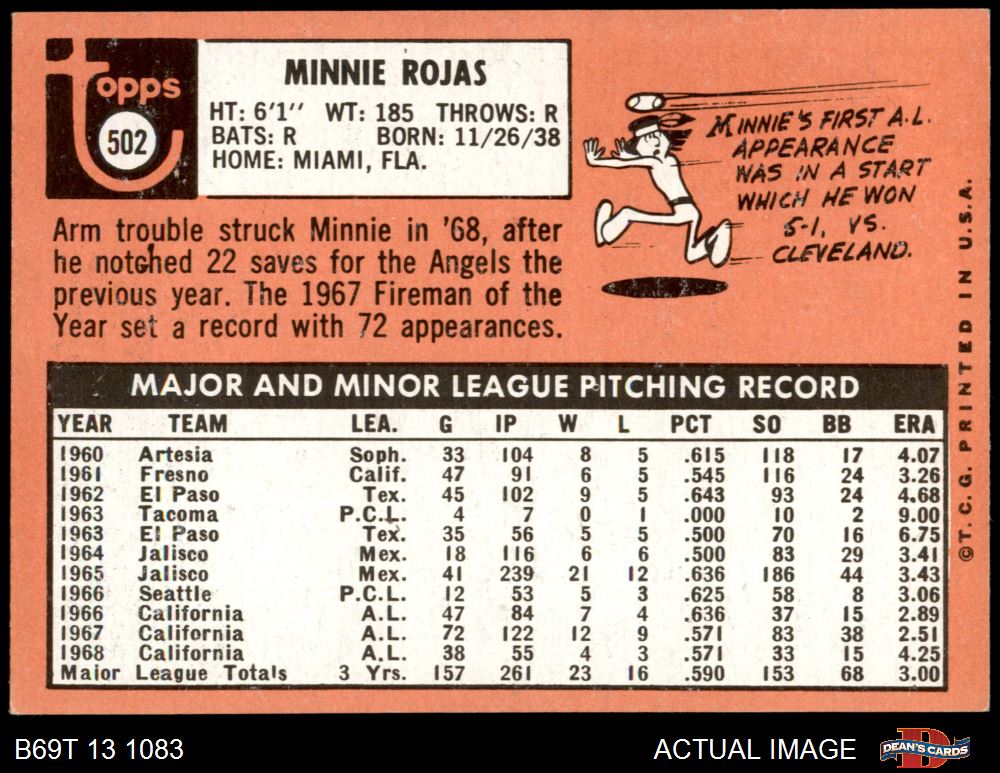 topps
502
MINNIE ROJAS
HT: 6'1" WT: 185 THROWS: R
BATS: R BORN: 11/26/38
HOME: MIAMI, FLA.
MINNIE'S FIRST A.L.
APPEARANCE
WAS IN A START
WHICH HE WON
5-1, VS.
CLEVELAND.
Arm trouble struck Minnie in '68, after
he notched 22 saves for the Angels the
previous year. The 1967 Fireman of the
Year set a record with 72 appearances.
MAJOR AND MINOR LEAGUE PITCHING RECORD
YEAR TEAM LEA. G IP W L PCT SO BB ERA
1960 Artesia Soph. 33 104 8 5 .615 118 17 4.07
1961 Fresno Calif. 47 91 6 5 .545 116 24 3.26
1962 El Paso Tex. 45 102 9 5 .643 93 24 4.68
1963 Tacoma P.C.L. 4 7 0 1 .000 10 2 9.00
1963 El Paso Tex. 35 56 5 5 .500 70 16 6.75
1964 Jalisco Mex. 18 116 6 6 .500 83 29 3.41
1965 Jalisco Mex. 41 239 21 12 .636 186 44 3.43
1966 Seattle P.C.L. 12 53 5 3 .625 58 8 3.06
1966 California A.L. 47 84 7 4 .636 37 15 2.89
1967 California A.L. 72 122 12 9 .571 83 38 2.51
1968 California A.L. 38 55 4 3 .571 33 15 4.25
Major League Totals 3 Yrs. 157 261 23 16 .590 153 68 3.00
©T.C.G. PRINTED IN U.S.A.
B69T 13 1083
ACTUAL IMAGE
DEAN'S CARDS